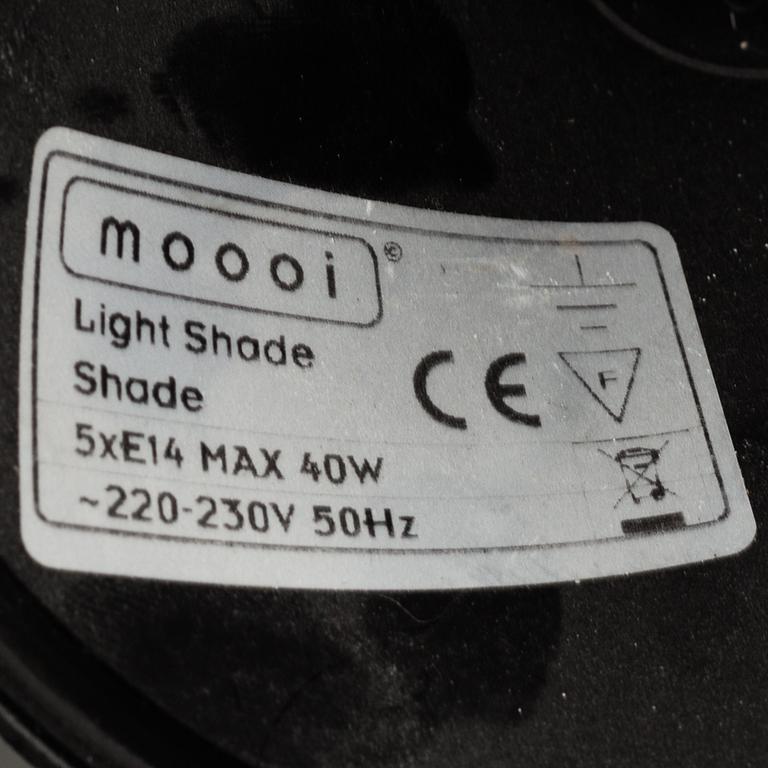 moooi ©
Light Shade
Shade
5xE14 MAX 40W
~220-230V 50Hz
CE
F